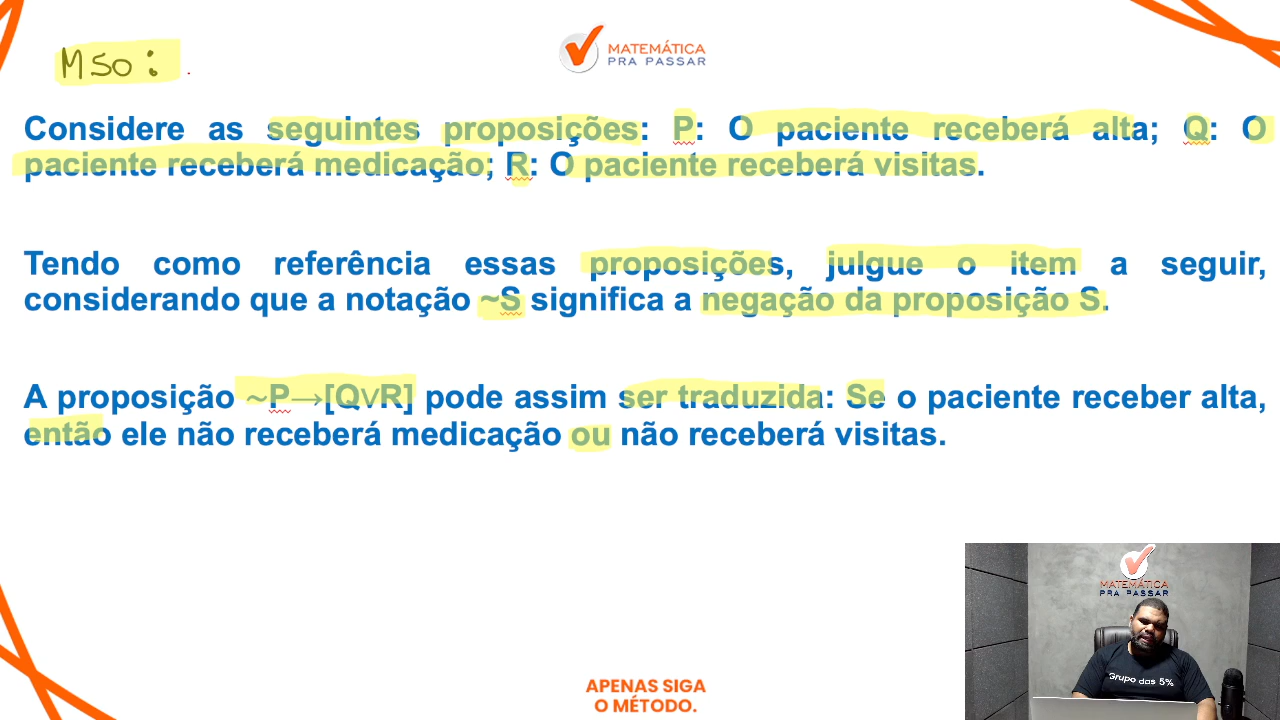 MSO:
MATEMÁTICA
PRA PASSAR
Considere as seguintes proposições: P: O paciente receberá alta; Q: O
paciente receberá medicação; R: O paciente receberá visitas.
Tendo como referência essas proposições, julgue o item a seguir,
considerando que a notação ~S significa a negação da proposição S.
A proposição ~P→[Q∨R] pode assim ser traduzida: Se o paciente receber alta,
então ele não receberá medicação ou não receberá visitas.
MATEMÁTICA
PRA PASSAR
Grupo dos 5%
APENAS SIGA
O MÉTODO.